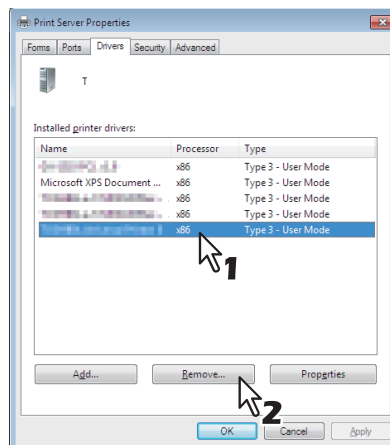 Print Server Properties
Forms Ports Drivers Security Advanced
T
Installed printer drivers:
Name Processor Type
x86 Type 3 - User Mode
Microsoft XPS Document ... x86 Type 3 - User Mode
x86 Type 3 - User Mode
x86 Type 3 - User Mode
x86 Type 3 - User Mode
1
Add... Remove... Properties
2
OK Cancel Apply